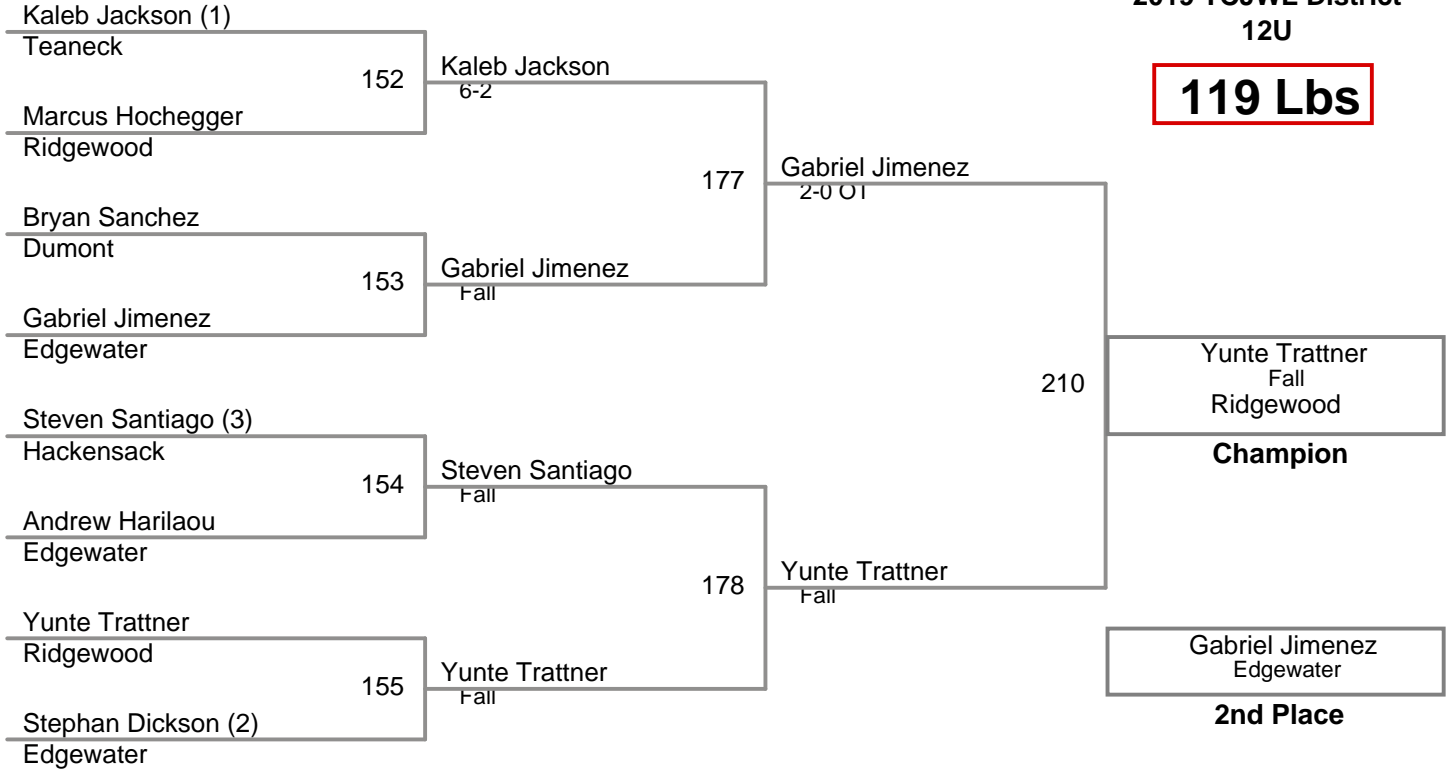 12U
119 Lbs
Kaleb Jackson (1)
Teaneck
152
Marcus Hochegger
Ridgewood
Kaleb Jackson
6-2
Bryan Sanchez
Dumont
153
Gabriel Jimenez
Edgewater
Gabriel Jimenez
Fall
177
Gabriel Jimenez
2-0 OT
Steven Santiago (3)
Hackensack
154
Andrew Harilaou
Edgewater
Steven Santiago
Fall
Yunte Trattner
Ridgewood
155
Stephan Dickson (2)
Edgewater
Yunte Trattner
Fall
178
Yunte Trattner
Fall
210
Yunte Trattner
Fall
Ridgewood
Champion
Gabriel Jimenez
Edgewater
2nd Place